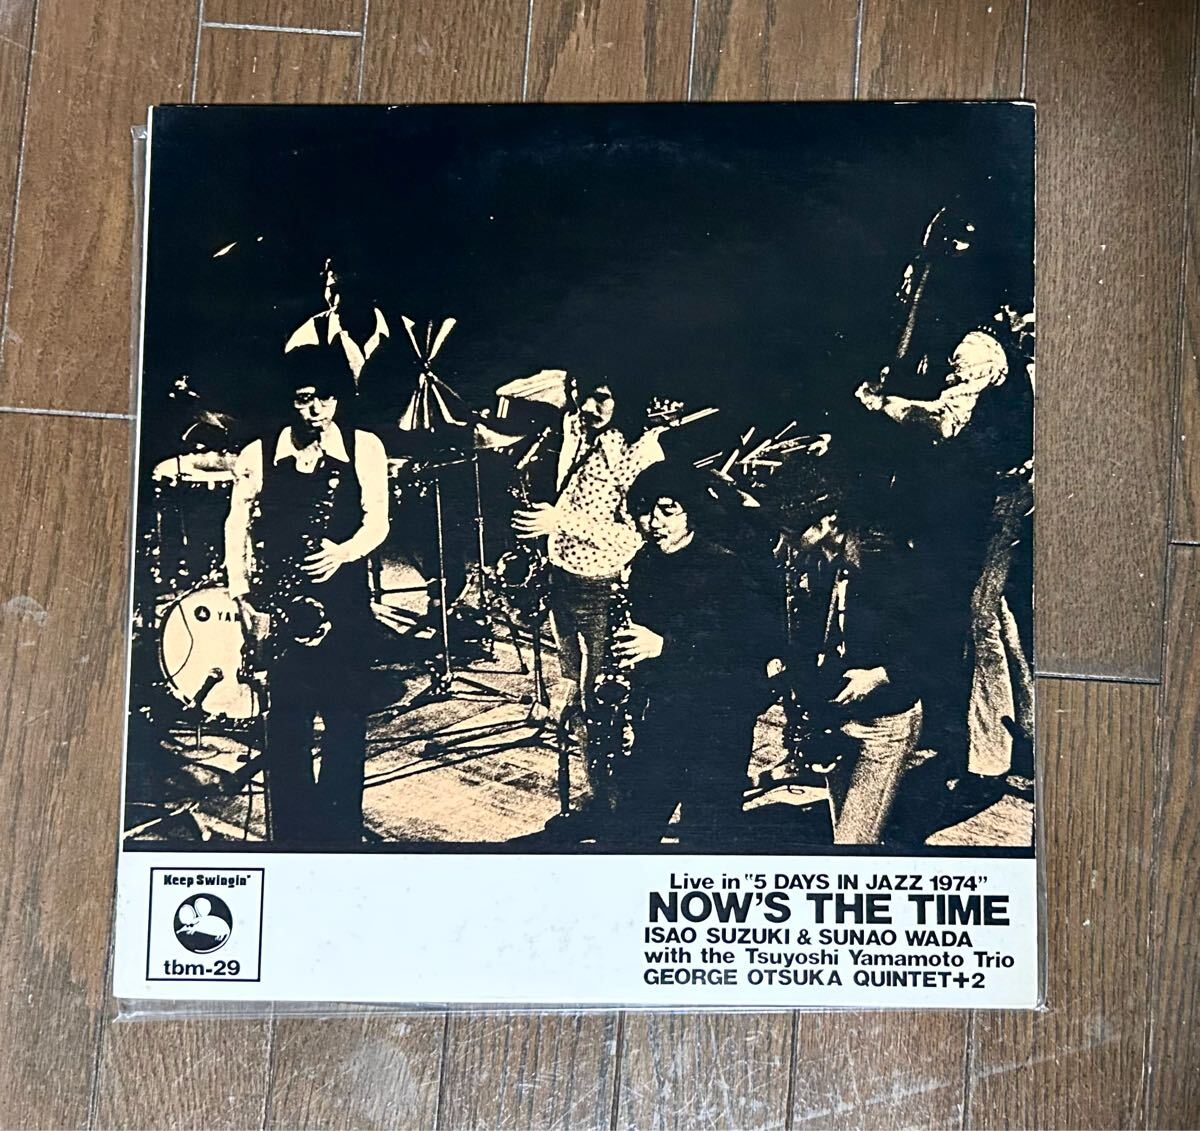 YAM
Keep Swingin'
tbm-29
Live in "5 DAYS IN JAZZ 1974"
NOW'S THE TIME
ISAO SUZUKI & SUNAO WADA
with the Tsuyoshi Yamamoto Trio
GEORGE OTSUKA QUINTET+2